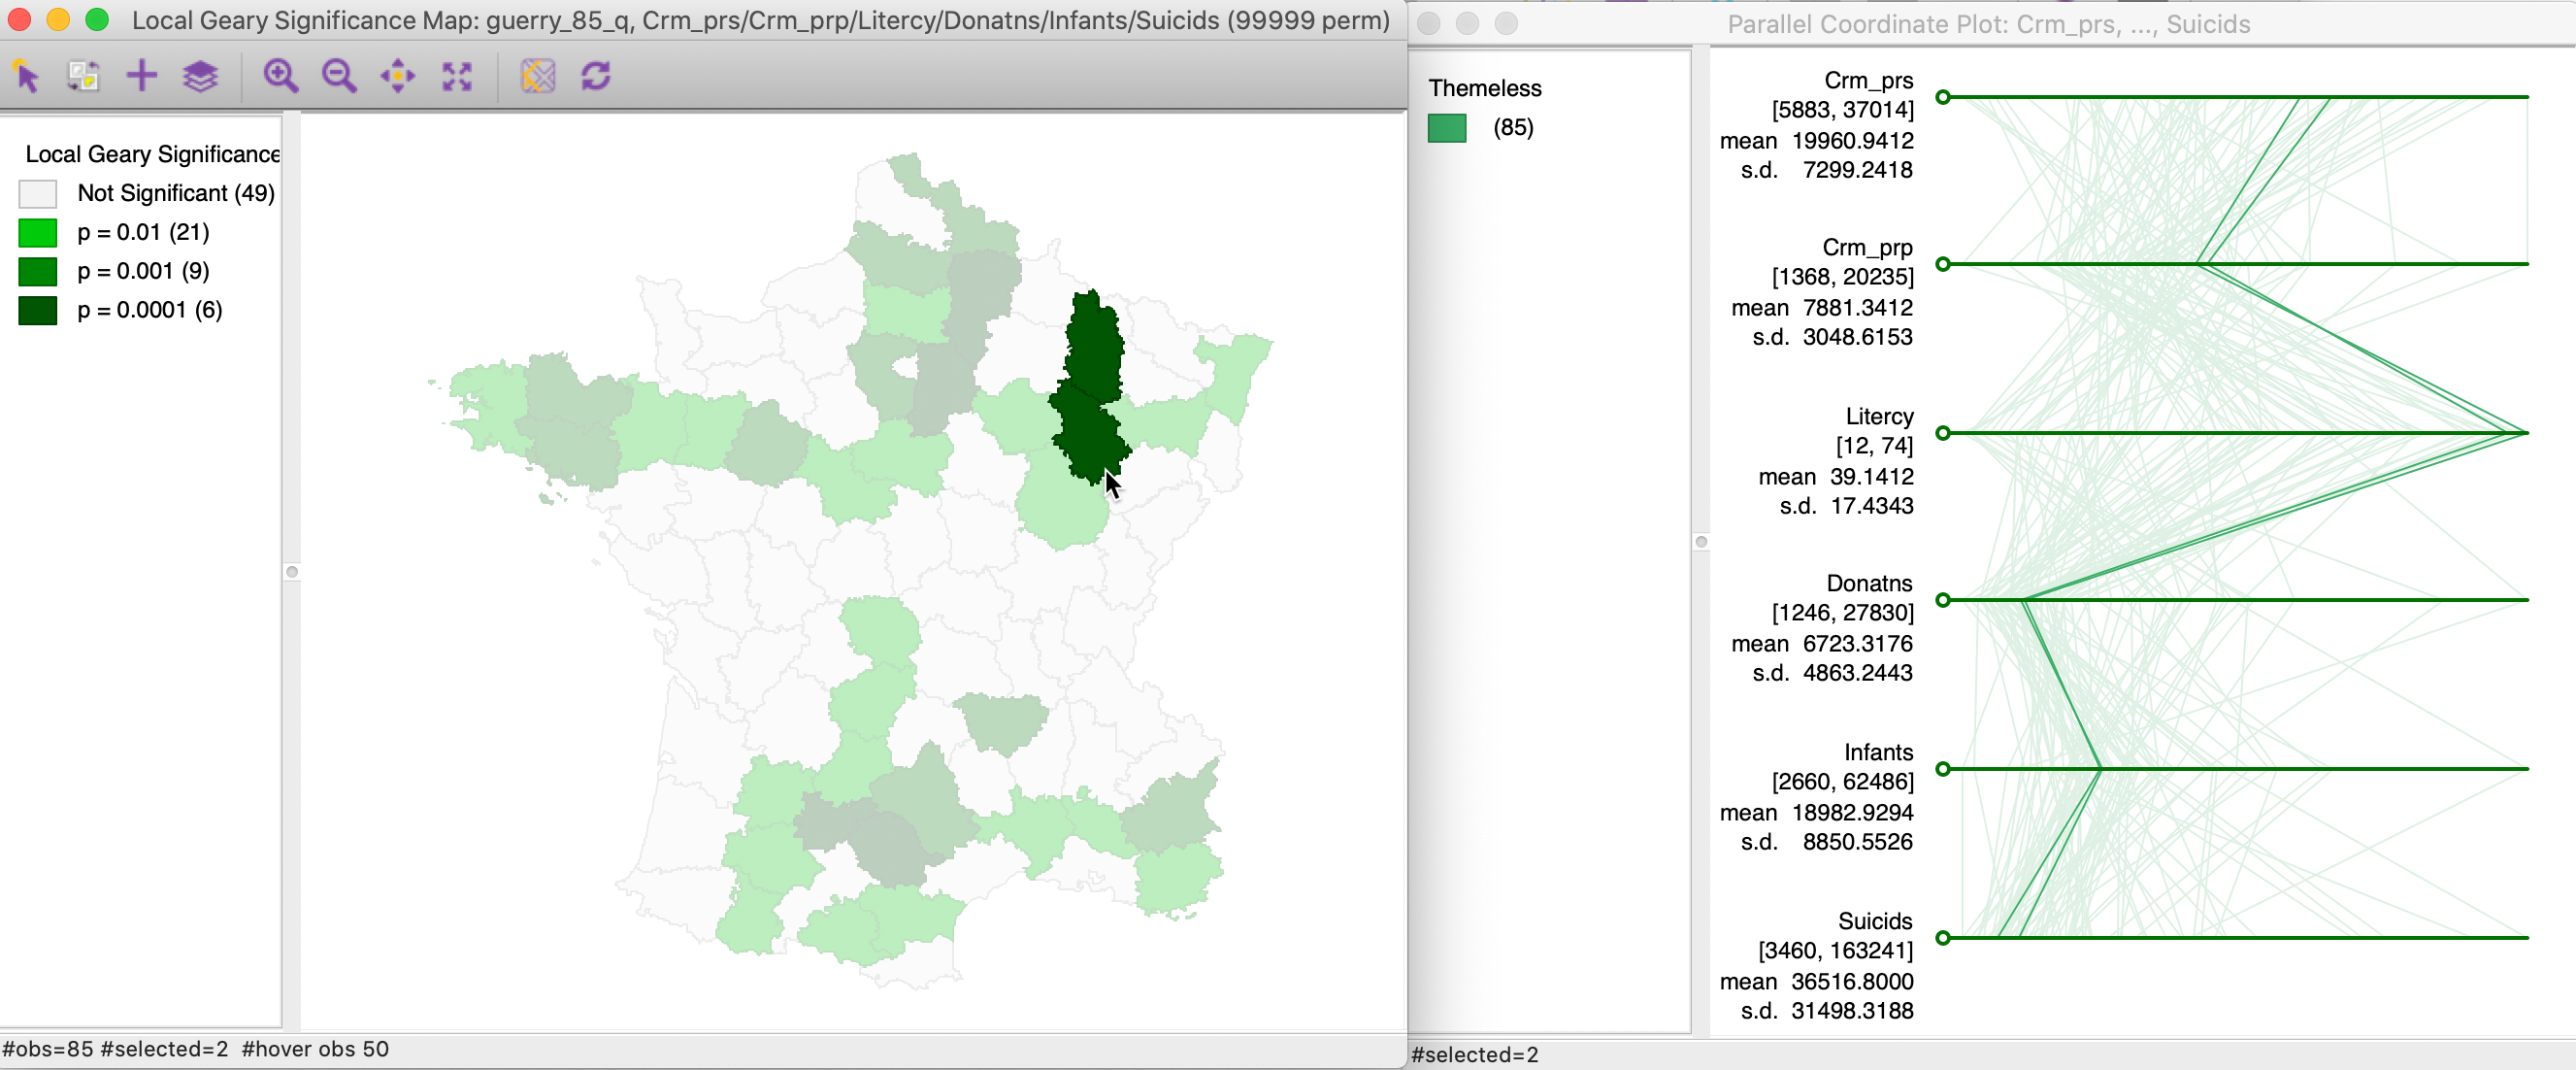 Local Geary Significance Map: guerry_85_q, Crm_prs/Crm_prp/Litercy/Donatns/Infants/Suicids (99999 perm)
Local Geary Significance
Not Significant (49)
p = 0.01 (21)
p = 0.001 (9)
p = 0.0001 (6)
#obs=85 #selected=2 #hover obs 50
Parallel Coordinate Plot: Crm_prs, ..., Suicids
Themeless
(85)
Crm_prs
[5883, 37014]
mean 19960.9412
s.d. 7299.2418
Crm_prp
[1368, 20235]
mean 7881.3412
s.d. 3048.6153
Litercy
[12, 74]
mean 39.1412
s.d. 17.4343
Donatns
[1246, 27830]
mean 6723.3176
s.d. 4863.2443
Infants
[2660, 62486]
mean 18982.9294
s.d. 8850.5526
Suicids
[3460, 163241]
mean 36516.8000
s.d. 31498.3188
#selected=2